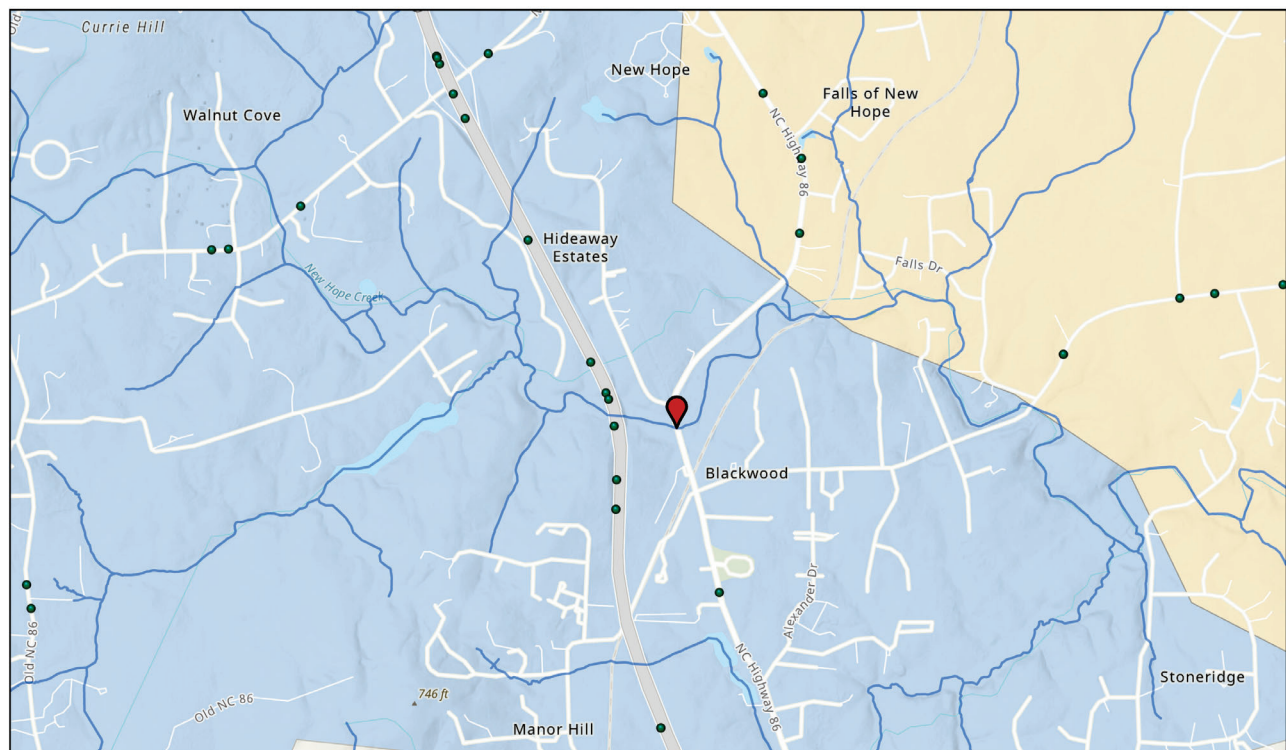 Currie Hill
New Hope
Walnut Cove
Falls of New
Hope
NC Highway 86
Hideaway
Estates
New Hope Creek
Falls Dr
Blackwood
Alexander Dr
Old NC 86
NC Highway 86
Stoneridge
746 ft
Old NC 86
Manor Hill